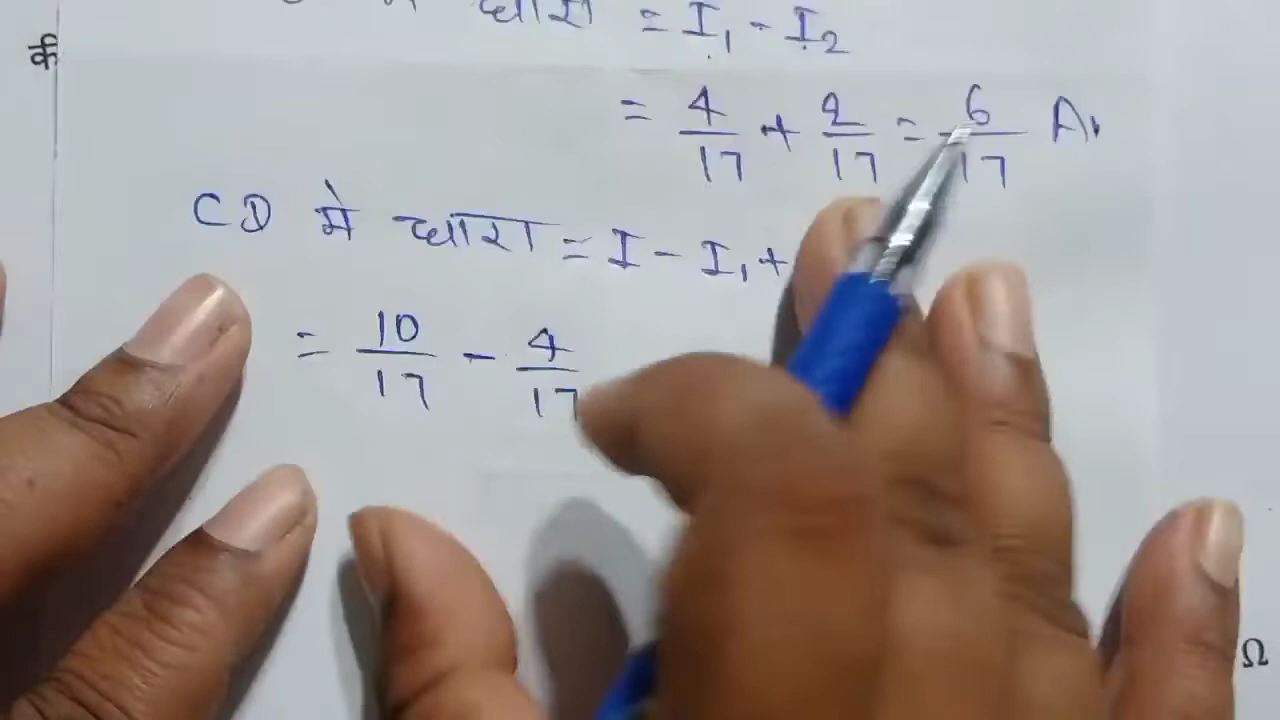 धारा = I₁ - I₂
क
= 4/17 + 2/17 = 6/17 A
CD में धारा = I - I₁ +
= 10/17 - 4/17
Ω